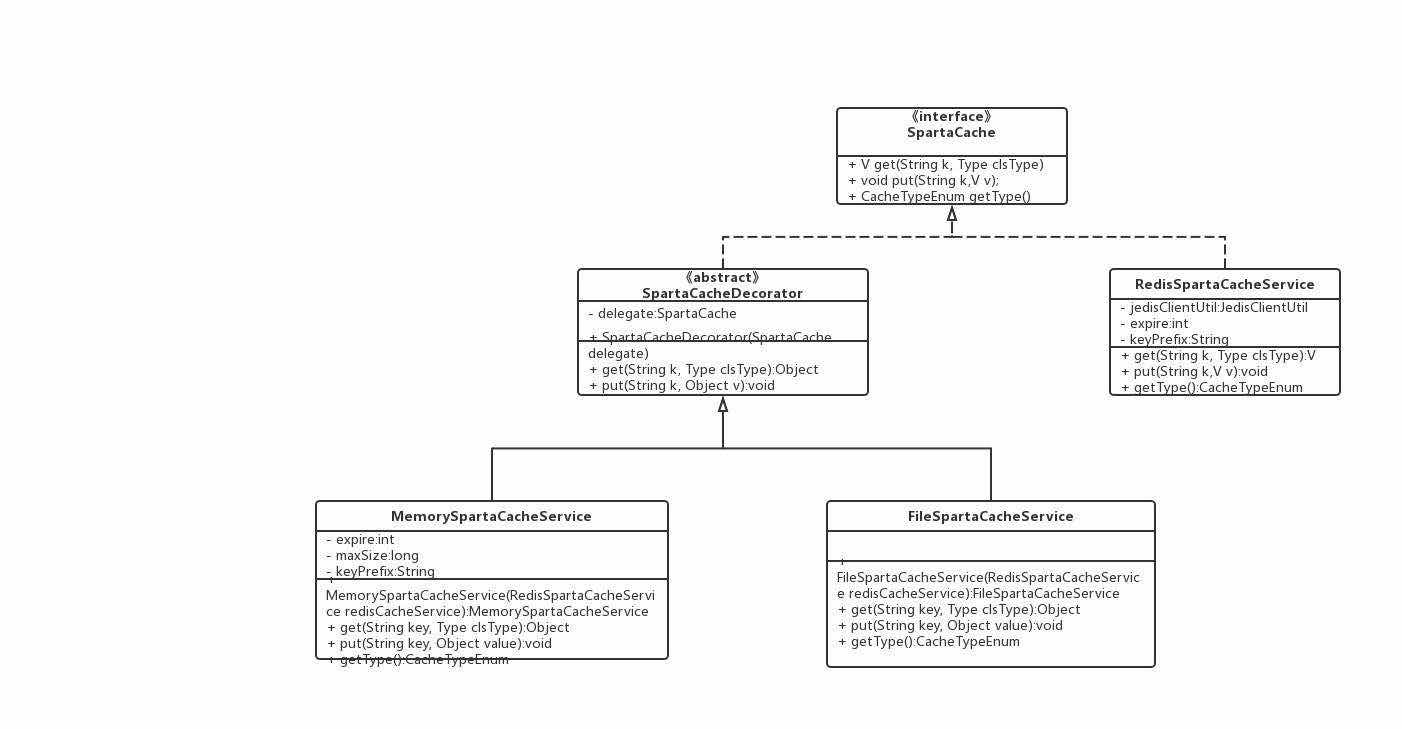 《interface》
SpartaCache
+ V get(String k, Type clsType)
+ void put(String k,V v);
+ CacheTypeEnum getType()
《abstract》
SpartaCacheDecorator
- delegate:SpartaCache
+ SpartaCacheDecorator(SpartaCache
delegate)
+ get(String k, Type clsType):Object
+ put(String k, Object v):void
RedisSpartaCacheService
- jedisClientUtil:JedisClientUtil
- expire:int
- keyPrefix:String
+ get(String k, Type clsType):V
+ put(String k,V v):void
+ getType():CacheTypeEnum
MemorySpartaCacheService
- expire:int
- maxSize:long
- keyPrefix:String
+
MemorySpartaCacheService(RedisSpartaCacheServi
ce redisCacheService):MemorySpartaCacheService
+ get(String key, Type clsType):Object
+ put(String key, Object value):void
+ getType():CacheTypeEnum
FileSpartaCacheService
+
FileSpartaCacheService(RedisSpartaCacheServic
e redisCacheService):FileSpartaCacheService
+ get(String key, Type clsType):Object
+ put(String key, Object value):void
+ getType():CacheTypeEnum